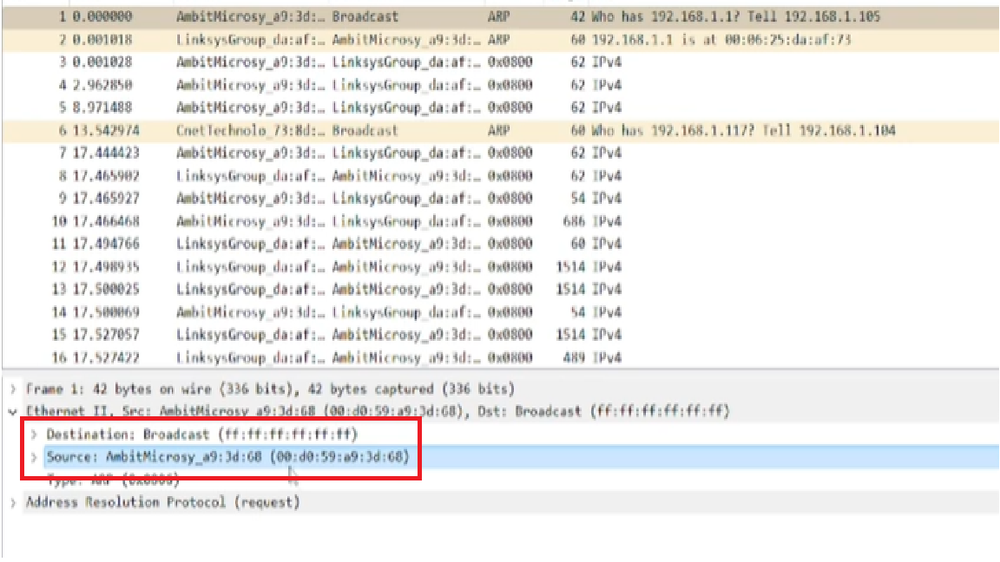 1 0.000000 AmbitMicrosy_a9:3d:… Broadcast ARP 42 Who has 192.168.1.1? Tell 192.168.1.105
2 0.001018 LinksysGroup_da:af:… AmbitMicrosy_a9:3d:… ARP 60 192.168.1.1 is at 00:06:25:da:af:73
3 0.001028 AmbitMicrosy_a9:3d:… LinksysGroup_da:af:… 0x0800 62 IPv4
4 2.962850 AmbitMicrosy_a9:3d:… LinksysGroup_da:af:… 0x0800 62 IPv4
5 8.971488 AmbitMicrosy_a9:3d:… LinksysGroup_da:af:… 0x0800 62 IPv4
6 13.542974 CnetTechnolo_73:8d:… Broadcast ARP 60 Who has 192.168.1.117? Tell 192.168.1.104
7 17.444423 AmbitMicrosy_a9:3d:… LinksysGroup_da:af:… 0x0800 62 IPv4
8 17.465902 LinksysGroup_da:af:… AmbitMicrosy_a9:3d:… 0x0800 62 IPv4
9 17.465927 AmbitMicrosy_a9:3d:… LinksysGroup_da:af:… 0x0800 54 IPv4
10 17.466468 AmbitMicrosy_a9:3d:… LinksysGroup_da:af:… 0x0800 686 IPv4
11 17.494766 LinksysGroup_da:af:… AmbitMicrosy_a9:3d:… 0x0800 60 IPv4
12 17.498935 LinksysGroup_da:af:… AmbitMicrosy_a9:3d:… 0x0800 1514 IPv4
13 17.500025 LinksysGroup_da:af:… AmbitMicrosy_a9:3d:… 0x0800 1514 IPv4
14 17.500069 AmbitMicrosy_a9:3d:… LinksysGroup_da:af:… 0x0800 54 IPv4
15 17.527057 LinksysGroup_da:af:… AmbitMicrosy_a9:3d:… 0x0800 1514 IPv4
16 17.527422 LinksysGroup_da:af:… AmbitMicrosy_a9:3d:… 0x0800 489 IPv4
Frame 1: 42 bytes on wire (336 bits), 42 bytes captured (336 bits)
Ethernet II, Src: AmbitMicrosy_a9:3d:68 (00:d0:59:a9:3d:68), Dst: Broadcast (ff:ff:ff:ff:ff:ff)
Destination: Broadcast (ff:ff:ff:ff:ff:ff)
Source: AmbitMicrosy_a9:3d:68 (00:d0:59:a9:3d:68)
Type: ARP (0x0806)
Address Resolution Protocol (request)